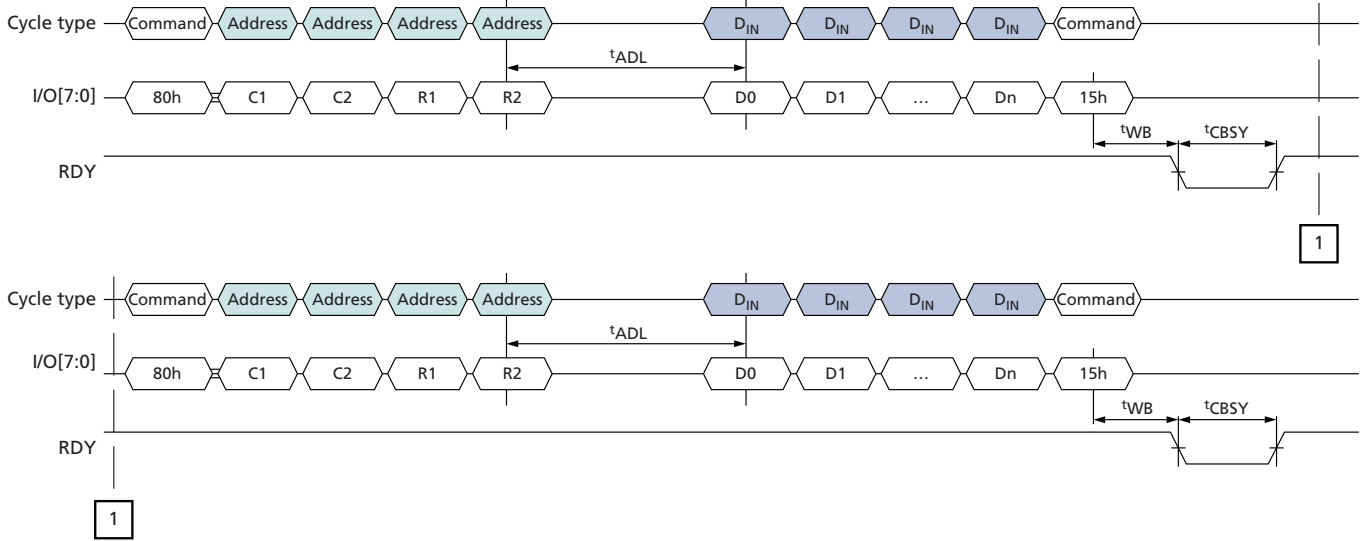 Cycle type Command Address Address Address Address DIN DIN DIN DIN Command
tADL
I/O[7:0] 80h C1 C2 R1 R2 D0 D1 … Dn 15h
tWB tCBSY
RDY
1
Cycle type Command Address Address Address Address DIN DIN DIN DIN Command
tADL
I/O[7:0] 80h C1 C2 R1 R2 D0 D1 … Dn 15h
tWB tCBSY
RDY
1